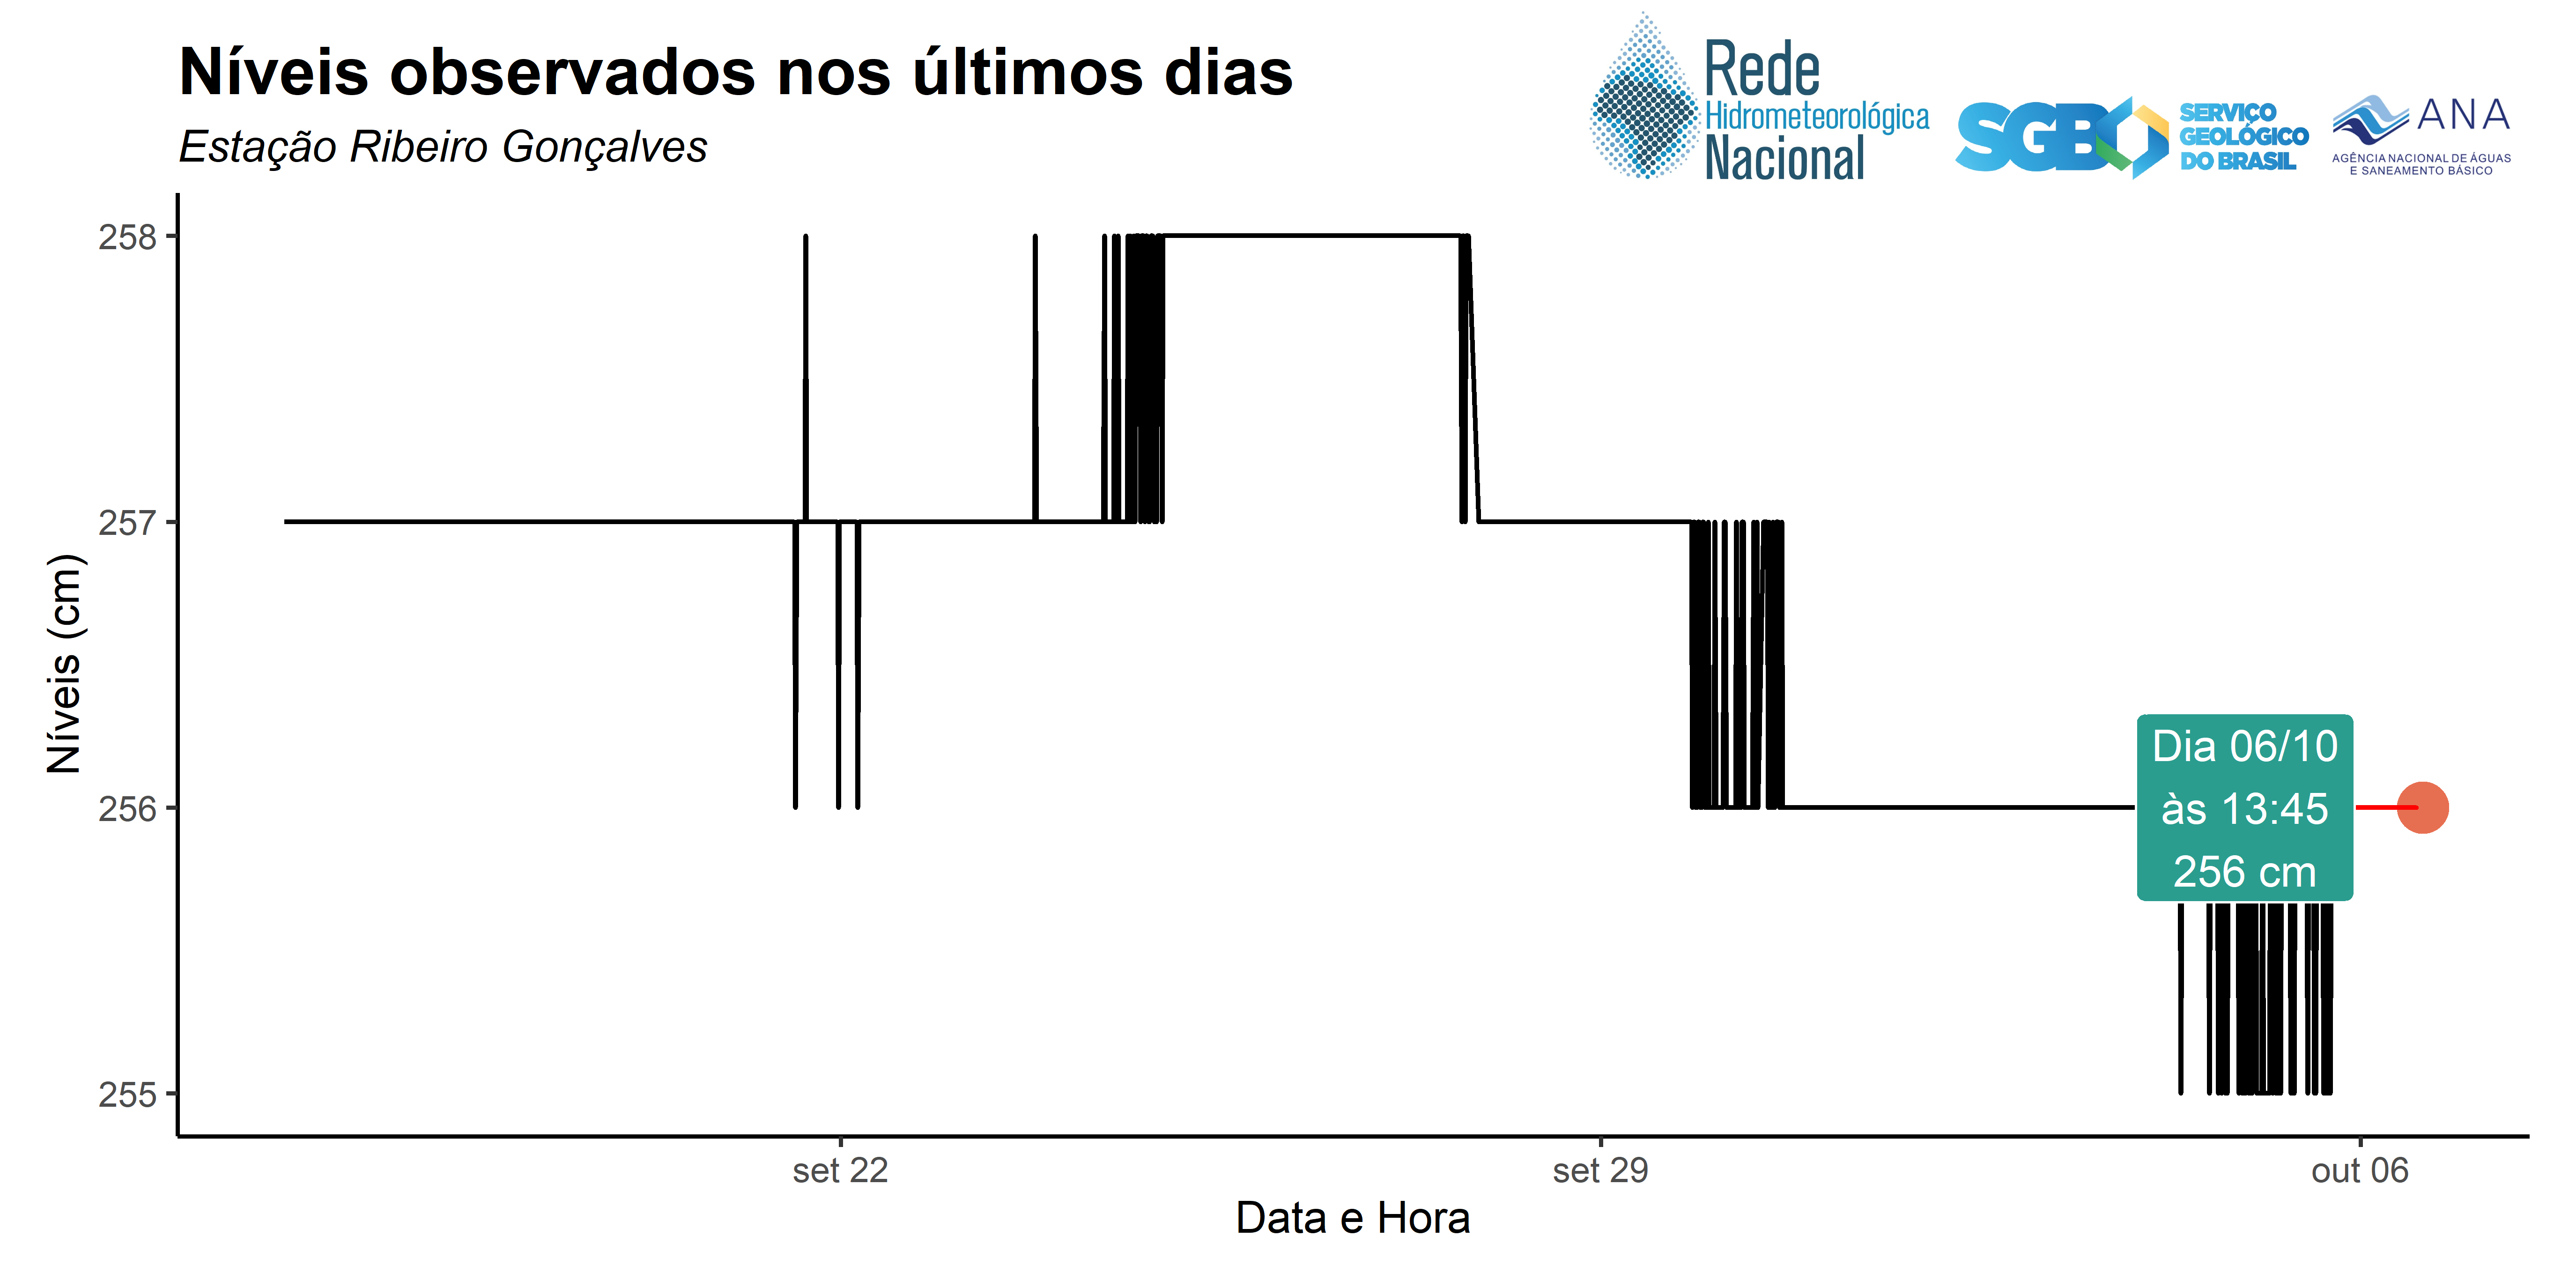 Níveis observados nos últimos dias
Estação Ribeiro Gonçalves
Rede
Hidrometeorológica
Nacional
SGB
SERVIÇO
GEOLÓGICO
DO BRASIL
ANA
AGÊNCIA NACIONAL DE ÁGUAS
E SANEAMENTO BÁSICO
Níveis (cm)
258
257
256
255
Dia 06/10
às 13:45
256 cm
set 22
set 29
out 06
Data e Hora